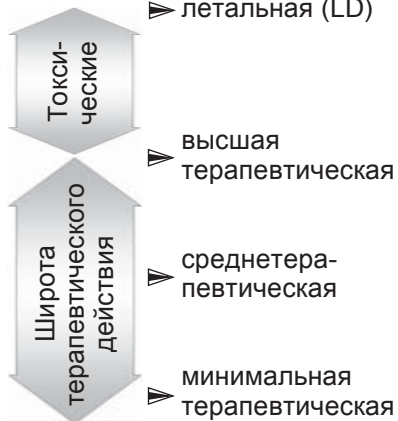 летальная (LD)
Токси-
ческие
высшая
терапевтическая
Широта
терапевтического
действия
среднетера-
певтическая
минимальная
терапевтическая